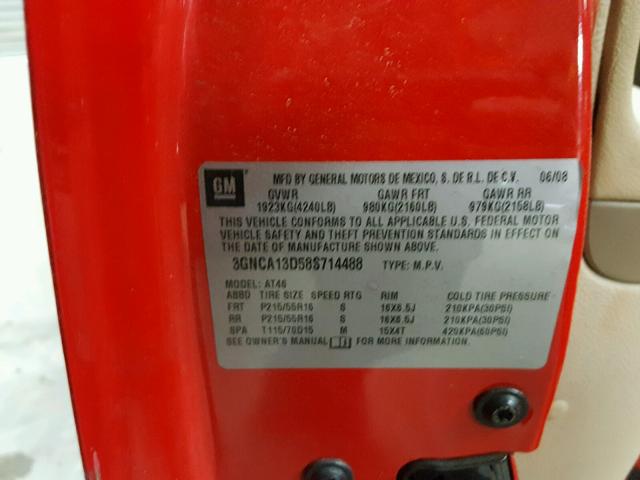 GM
MFD BY GENERAL MOTORS DE MEXICO, S. DE R.L. DE C.V. 06/08
GVWR GAWR FRT GAWR RR
1923KG(4240LB) 980KG(2160LB) 979KG(2158LB)
THIS VEHICLE CONFORMS TO ALL APPLICABLE U.S. FEDERAL MOTOR
VEHICLE SAFETY AND THEFT PREVENTION STANDARDS IN EFFECT ON
THE DATE OF MANUFACTURE SHOWN ABOVE.
3GNCA13D58S714488 TYPE: M.P.V.
MODEL: AT46
ABBD TIRE SIZE SPEED RTG RIM COLD TIRE PRESSURE
FRT P215/55R16 S 16X6.5J 210KPA(30PSI)
RR P215/55R16 S 16X6.5J 210KPA(30PSI)
SPA T115/70D15 M 15X4T 420KPA(60PSI)
SEE OWNER'S MANUAL FOR MORE INFORMATION.